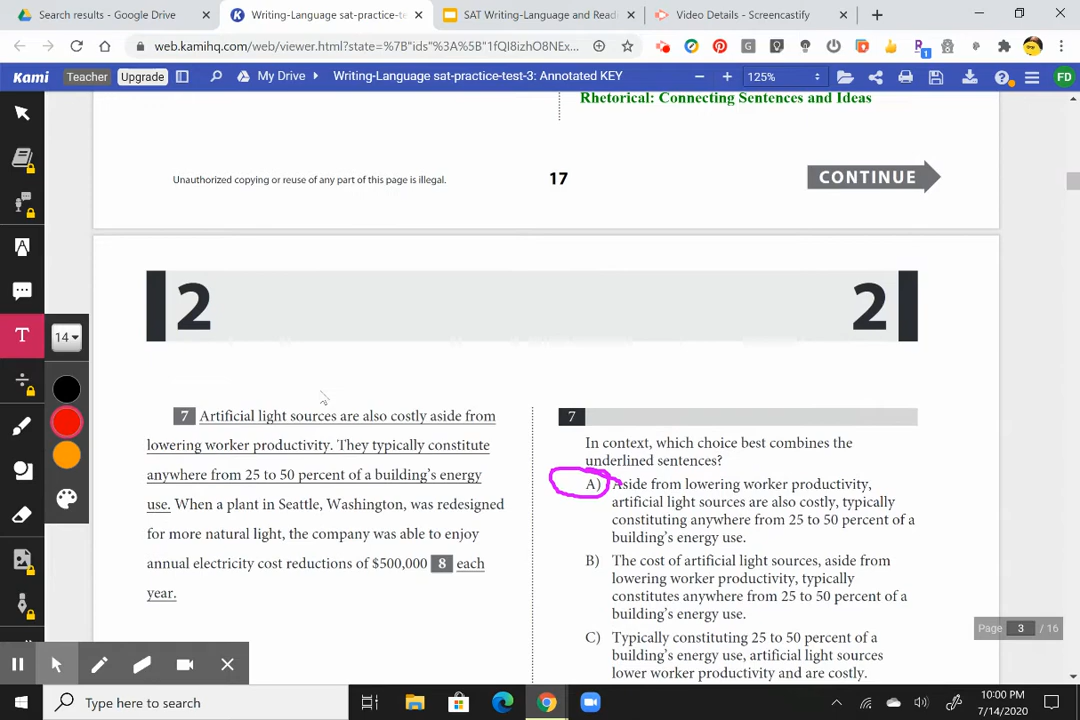 Search results - Google Drive
Writing-Language sat-practice-te
SAT Writing-Language and Readi
Video Details - Screencastify
web.kamihq.com/web/viewer.html?state=%7B"ids"%3A%5B"1fQI8izhO8NEx...
Kami
Teacher
Upgrade
My Drive
Writing-Language sat-practice-test-3: Annotated KEY
125%
FD
Rhetorical: Connecting Sentences and Ideas
Unauthorized copying or reuse of any part of this page is illegal.
17
CONTINUE
2
2
14
7 Artificial light sources are also costly aside from
lowering worker productivity. They typically constitute
anywhere from 25 to 50 percent of a building's energy
use. When a plant in Seattle, Washington, was redesigned
for more natural light, the company was able to enjoy
annual electricity cost reductions of $500,000 8 each
year.
7
In context, which choice best combines the
underlined sentences?
A) Aside from lowering worker productivity,
artificial light sources are also costly, typically
constituting anywhere from 25 to 50 percent of a
building's energy use.
B) The cost of artificial light sources, aside from
lowering worker productivity, typically
constitutes anywhere from 25 to 50 percent of a
building's energy use.
C) Typically constituting 25 to 50 percent of a
building's energy use, artificial light sources
lower worker productivity and are costly.
Page 3 / 16
Type here to search
10:00 PM
7/14/2020